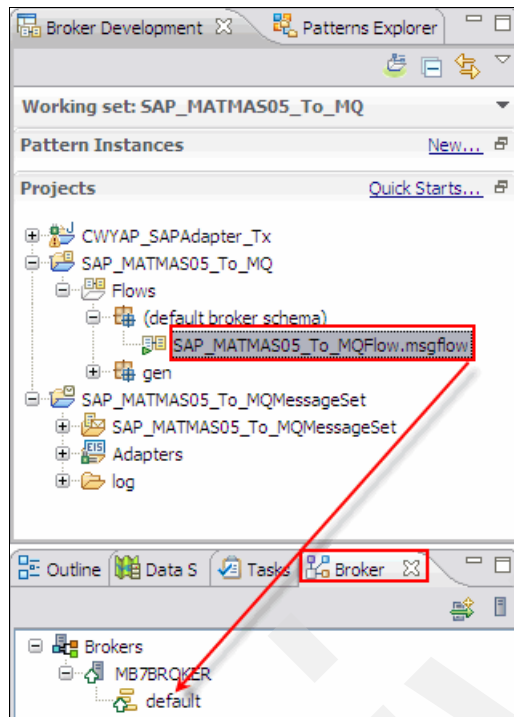 Broker Development Patterns Explorer
Working set: SAP_MATMAS05_To_MQ
Pattern Instances New...
Projects Quick Starts...
CWYAP_SAPAdapter_Tx
SAP_MATMAS05_To_MQ
Flows
(default broker schema)
SAP_MATMAS05_To_MQFlow.msgflow
gen
SAP_MATMAS05_To_MQMessageSet
SAP_MATMAS05_To_MQMessageSet
EIS Adapters
log
Outline Data S Tasks Broker
Brokers
MB7BROKER
default